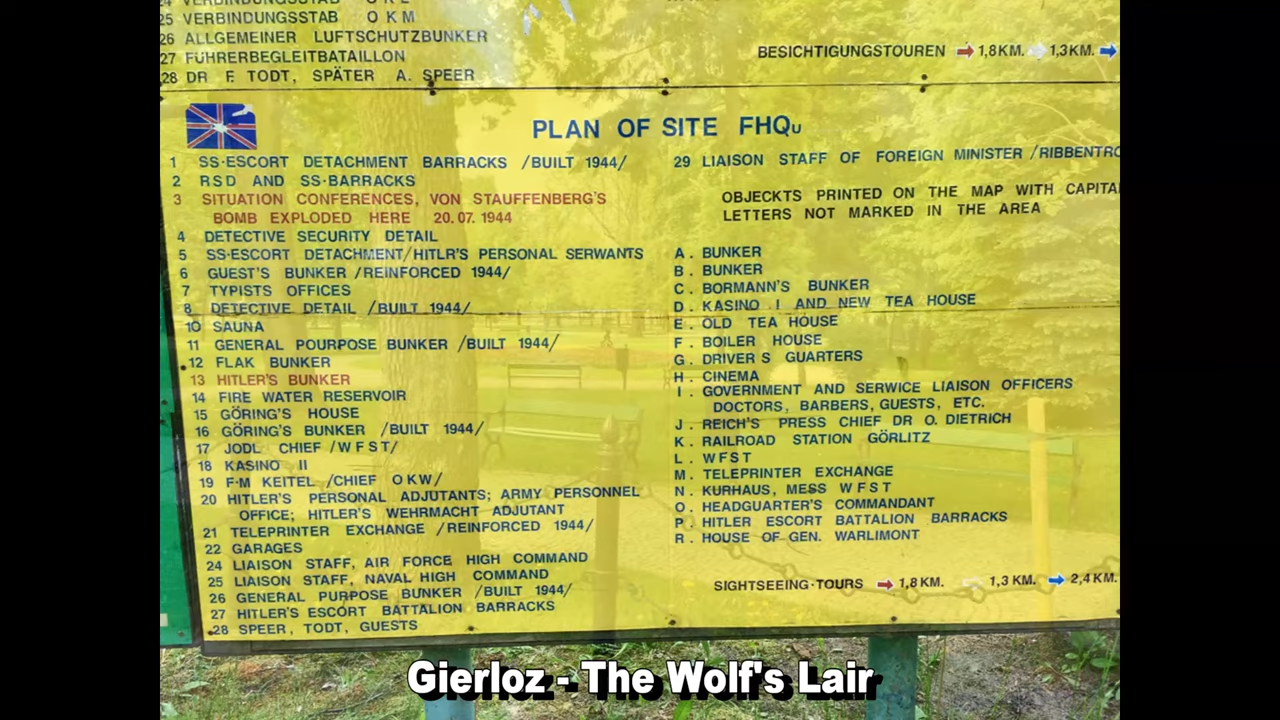 25 VERBINDUNGSSTAB OKM
26 ALLGEMEINER LUFTSCHUTZBUNKER
27 FÜHRERBEGLEITBATAILLON
28 DR F. TODT, SPÄTER A. SPEER
BESICHTIGUNGSTOUREN 1,8KM. 1,3KM.
PLAN OF SITE FHQu
1 SS·ESCORT DETACHMENT BARRACKS /BUILT 1944/
2 RSD AND SS·BARRACKS
3 SITUATION CONFERENCES, VON STAUFFENBERG'S
BOMB EXPLODED HERE 20.07.1944
4 DETECTIVE SECURITY DETAIL
5 SS·ESCORT DETACHMENT/HITLR'S PERSONAL SERWANTS
6 GUEST'S BUNKER /REINFORCED 1944/
7 TYPISTS OFFICES
8 DETECTIVE DETAIL /BUILT 1944/
10 SAUNA
11 GENERAL POURPOSE BUNKER /BUILT 1944/
12 FLAK BUNKER
13 HITLER'S BUNKER
14 FIRE WATER RESERVOIR
15 GÖRING'S HOUSE
16 GÖRING'S BUNKER /BUILT 1944/
17 JODL CHIEF /WFST/
18 KASINO II
19 F·M KEITEL /CHIEF OKW/
20 HITLER'S PERSONAL ADJUTANTS; ARMY PERSONNEL
OFFICE; HITLER'S WEHRMACHT ADJUTANT
21 TELEPRINTER EXCHANGE /REINFORCED 1944/
22 GARAGES
24 LIAISON STAFF, AIR FORCE HIGH COMMAND
25 LIAISON STAFF, NAVAL HIGH COMMAND
26 GENERAL PURPOSE BUNKER /BUILT 1944/
27 HITLER'S ESCORT BATTALION BARRACKS
28 SPEER, TODT, GUESTS
29 LIAISON STAFF OF FOREIGN MINISTER /RIBBENTRO
OBJECKTS PRINTED ON THE MAP WITH CAPITA
LETTERS NOT MARKED IN THE AREA
A. BUNKER
B. BUNKER
C. BORMANN'S BUNKER
D. KASINO I AND NEW TEA HOUSE
E. OLD TEA HOUSE
F. BOILER HOUSE
G. DRIVER S GUARTERS
H. CINEMA
I. GOVERNMENT AND SERWICE LIAISON OFFICERS
DOCTORS, BARBERS, GUESTS, ETC.
J. REICH'S PRESS CHIEF DR O. DIETRICH
K. RAILROAD STATION GÖRLITZ
L. WFST
M. TELEPRINTER EXCHANGE
N. KURHAUS, MESS WFST
O. HEADGUARTER'S COMMANDANT
P. HITLER ESCORT BATTALION BARRACKS
R. HOUSE OF GEN. WARLIMONT
SIGHTSEEING·TOURS 1,8KM. 1,3KM. 2,4KM.
Gierloz - The Wolf's Lair